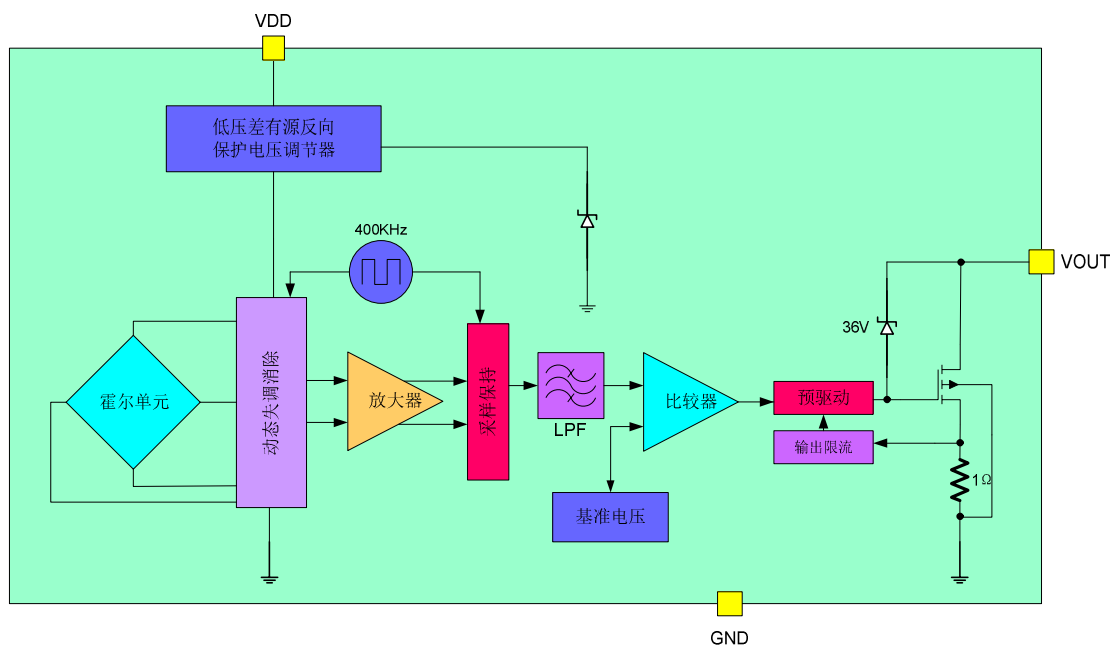 VDD
低压差有源反向
保护电压调节器
400KHz
VOUT
36V
霍尔单元
动态失调消除
放大器
采样保持
LPF
比较器
预驱动
输出限流
1Ω
基准电压
GND